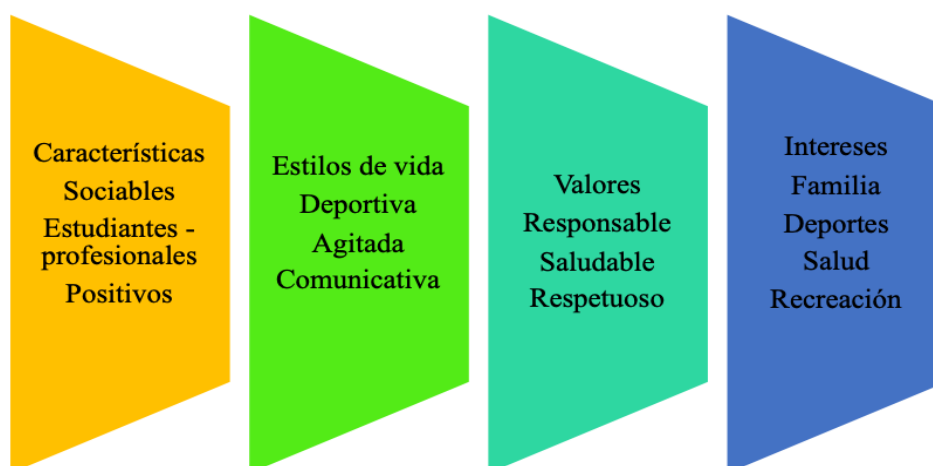 Características
Sociables
Estudiantes -
profesionales
Positivos
Estilos de vida
Deportiva
Agitada
Comunicativa
Valores
Responsable
Saludable
Respetuoso
Intereses
Familia
Deportes
Salud
Recreación